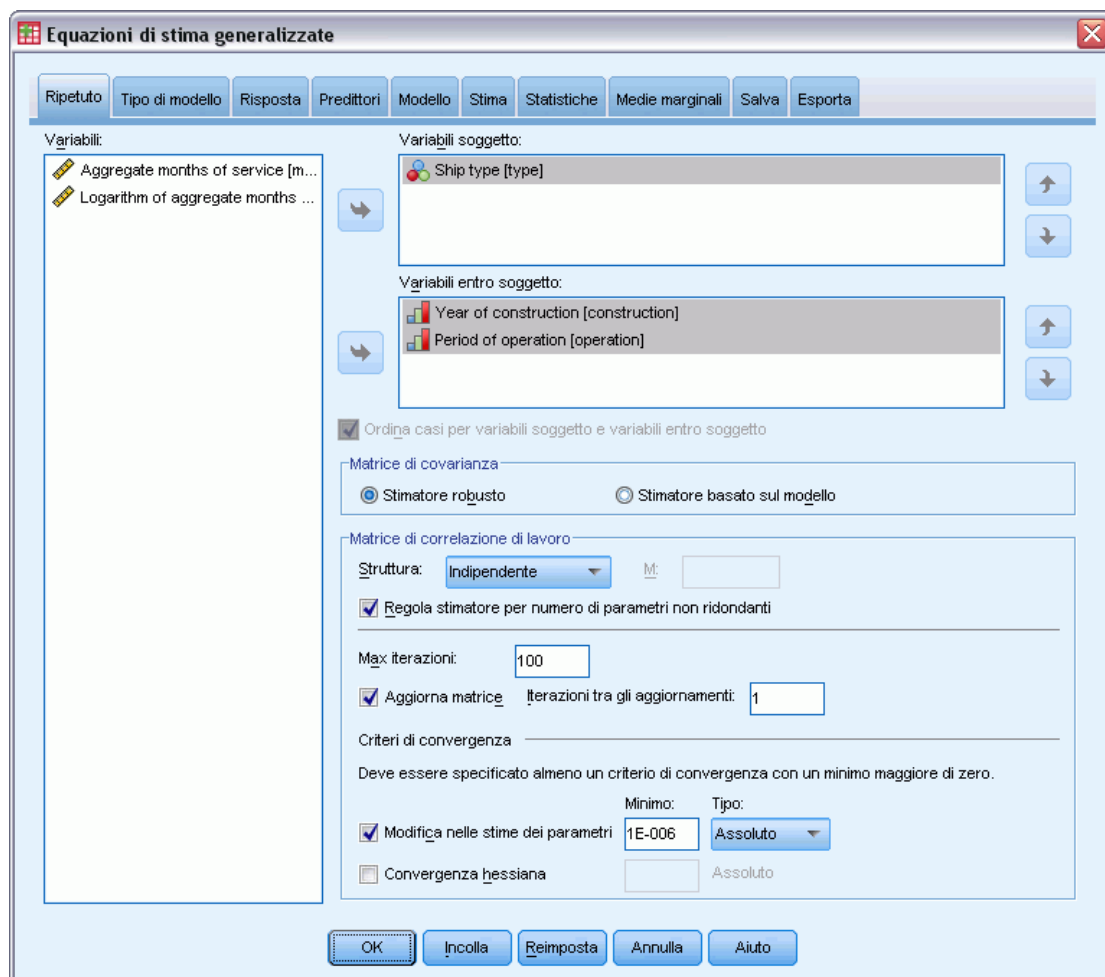 Equazioni di stima generalizzate
Ripetuto Tipo di modello Risposta Predittori Modello Stima Statistiche Medie marginali Salva Esporta
Variabili:
Aggregate months of service [m...
Logarithm of aggregate months ...
Variabili soggetto:
Ship type [type]
Variabili entro soggetto:
Year of construction [construction]
Period of operation [operation]
Ordina casi per variabili soggetto e variabili entro soggetto
Matrice di covarianza
Stimatore robusto Stimatore basato sul modello
Matrice di correlazione di lavoro
Struttura: Indipendente M:
Regola stimatore per numero di parametri non ridondanti
Max iterazioni: 100
Aggiorna matrice Iterazioni tra gli aggiornamenti: 1
Criteri di convergenza
Deve essere specificato almeno un criterio di convergenza con un minimo maggiore di zero.
Minimo: Tipo:
Modifica nelle stime dei parametri 1E-006 Assoluto
Convergenza hessiana Assoluto
OK Incolla Reimposta Annulla Aiuto